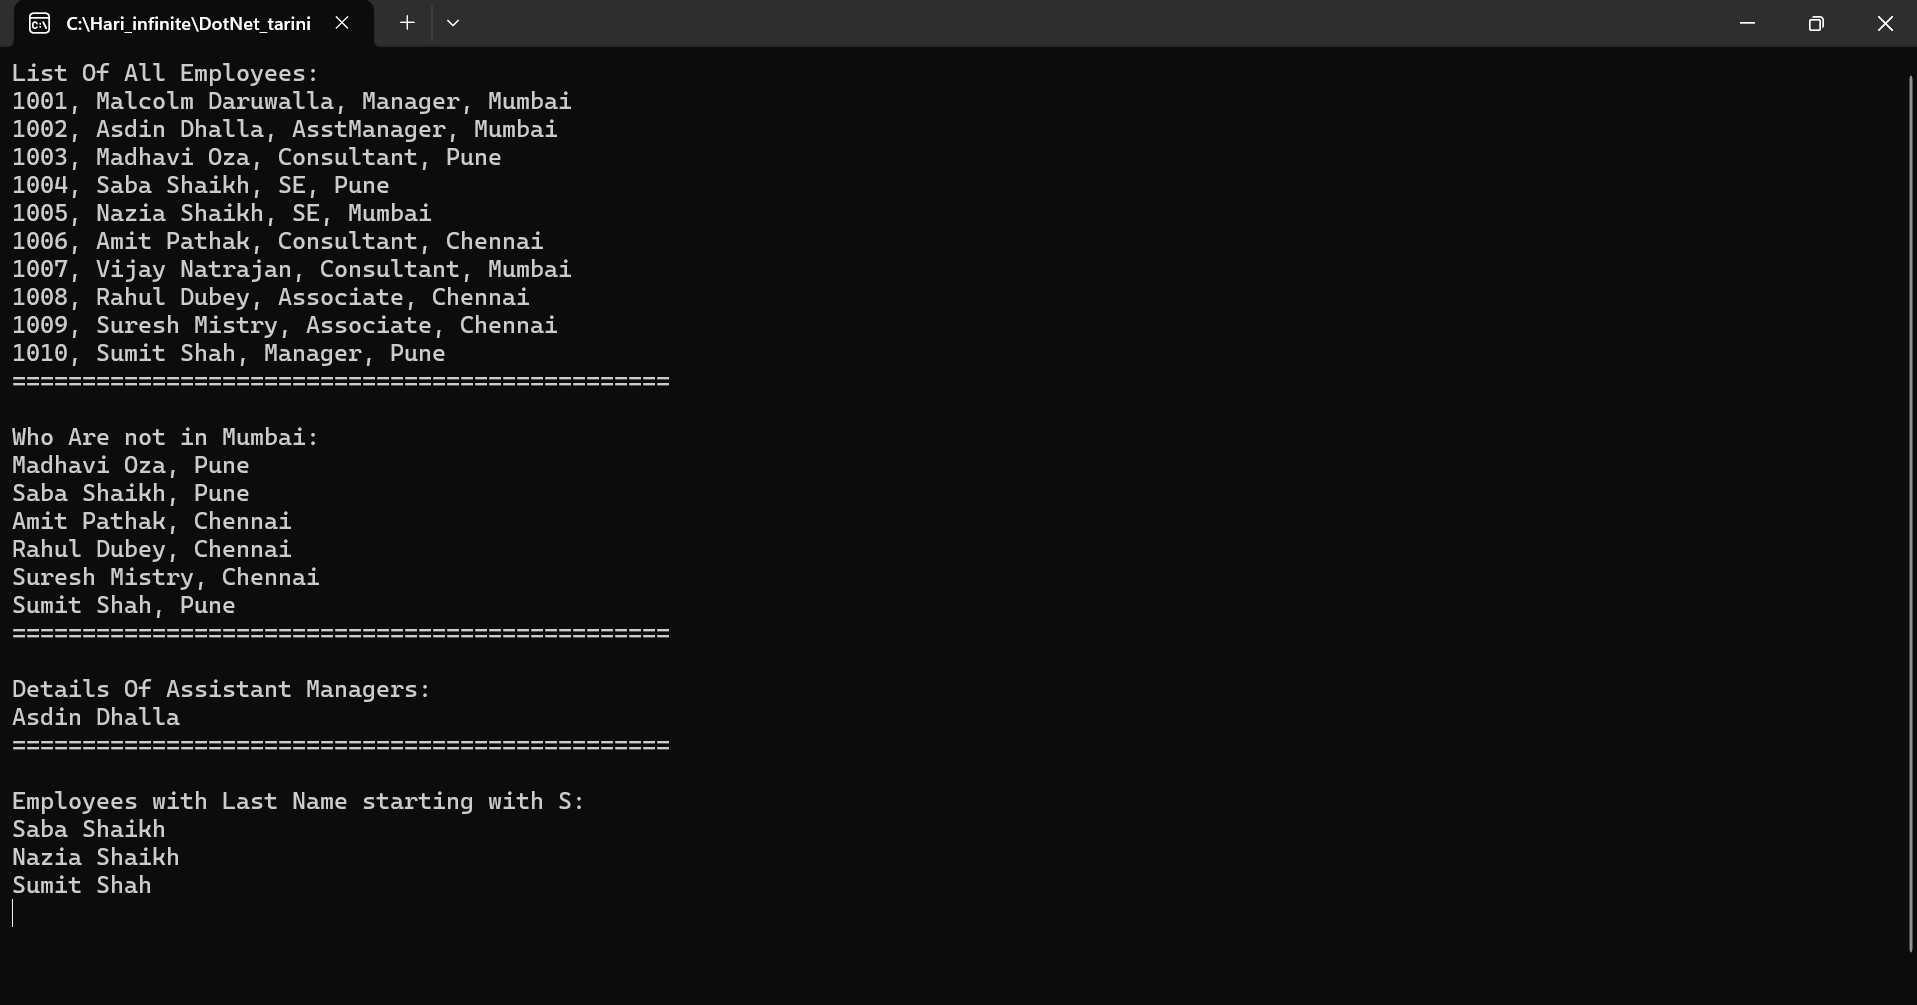 C:\Hari_infinite\DotNet_tarini
List Of All Employees:
1001, Malcolm Daruwalla, Manager, Mumbai
1002, Asdin Dhalla, AsstManager, Mumbai
1003, Madhavi Oza, Consultant, Pune
1004, Saba Shaikh, SE, Pune
1005, Nazia Shaikh, SE, Mumbai
1006, Amit Pathak, Consultant, Chennai
1007, Vijay Natrajan, Consultant, Mumbai
1008, Rahul Dubey, Associate, Chennai
1009, Suresh Mistry, Associate, Chennai
1010, Sumit Shah, Manager, Pune
===============================================
Who Are not in Mumbai:
Madhavi Oza, Pune
Saba Shaikh, Pune
Amit Pathak, Chennai
Rahul Dubey, Chennai
Suresh Mistry, Chennai
Sumit Shah, Pune
===============================================
Details Of Assistant Managers:
Asdin Dhalla
===============================================
Employees with Last Name starting with S:
Saba Shaikh
Nazia Shaikh
Sumit Shah